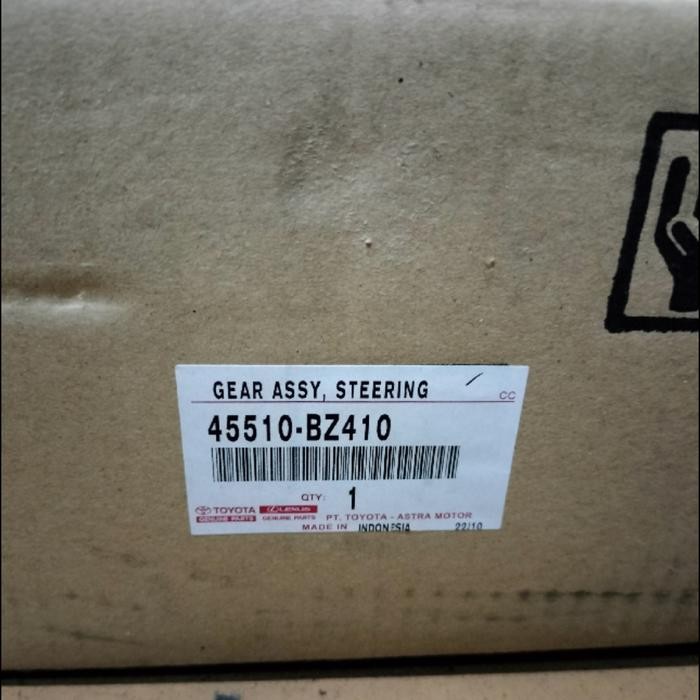 GEAR ASSY, STEERING
CC
45510-BZ410
QTY: 1
TOYOTA LEXUS
GENUINE PARTS GENUINE PARTS PT. TOYOTA - ASTRA MOTOR
MADE IN INDONESIA 22/10